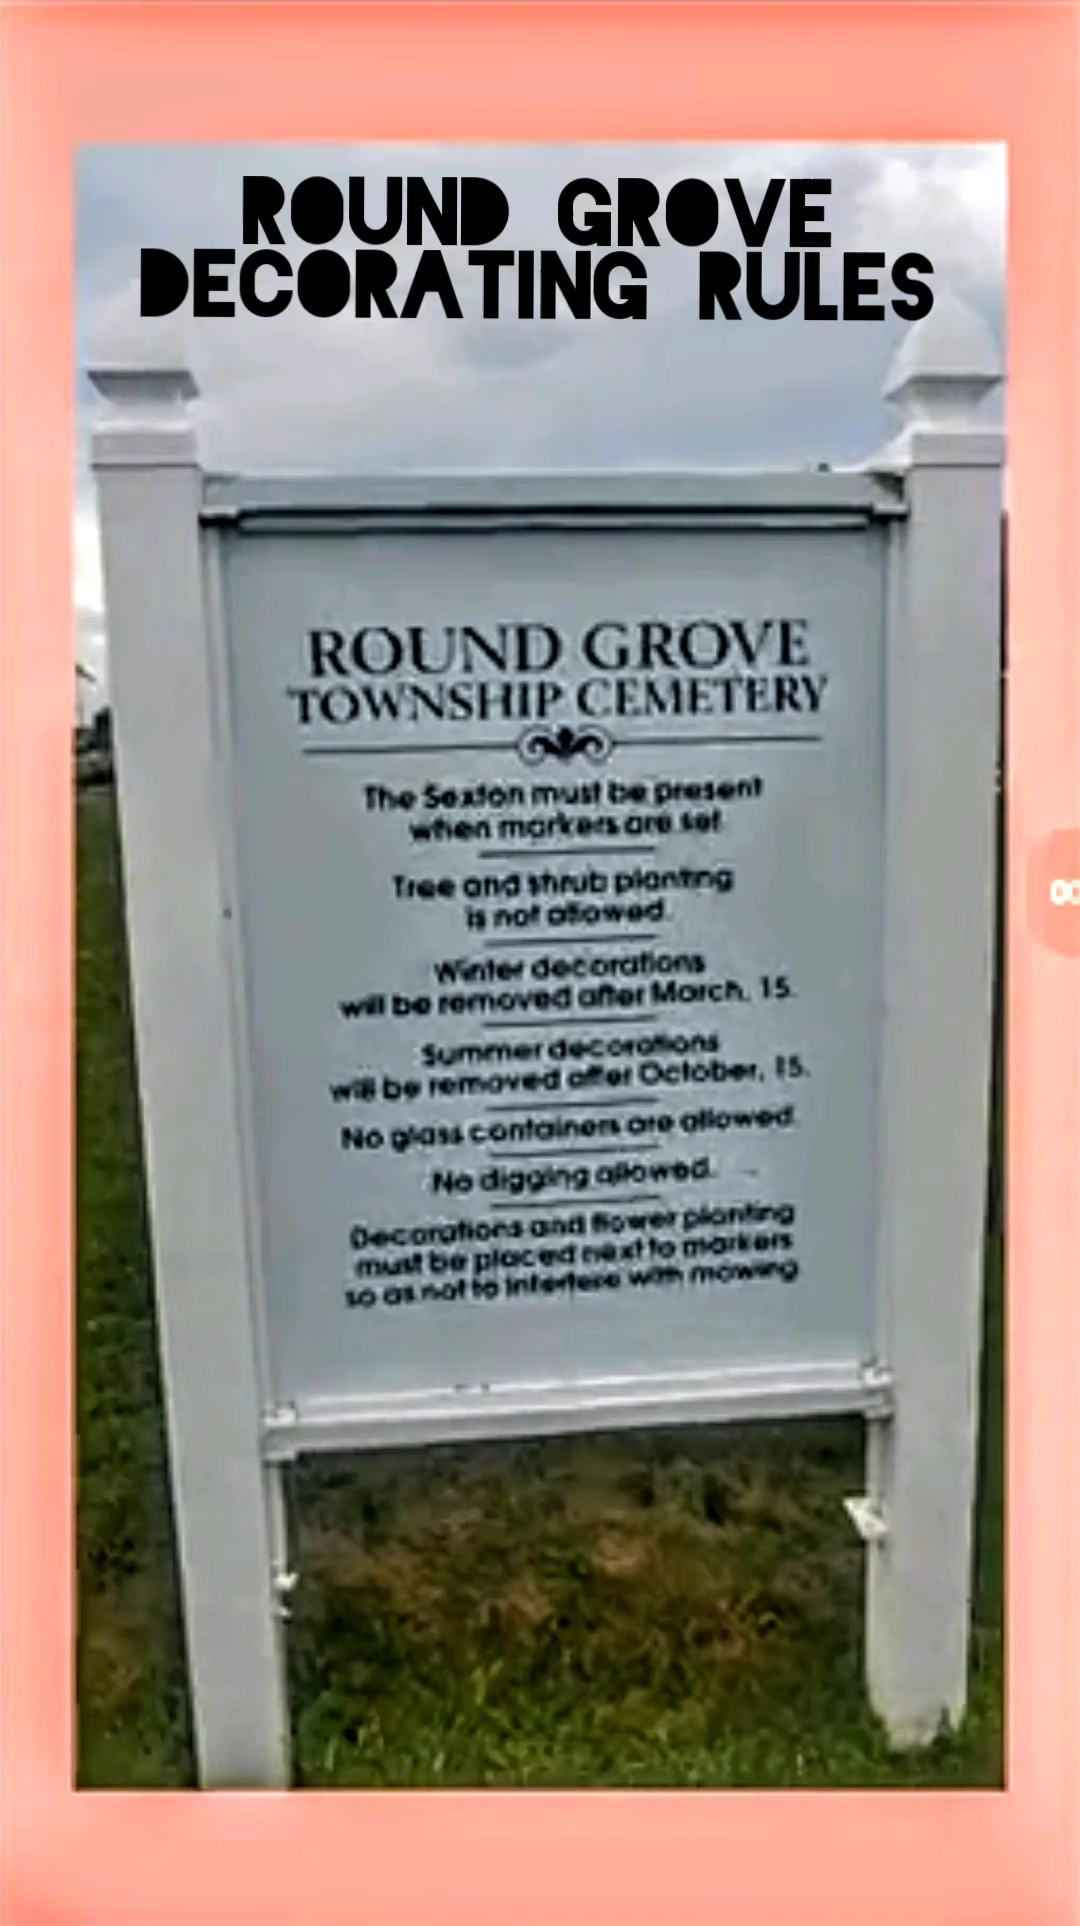 ROUND GROVE
DECORATING RULES
ROUND GROVE
TOWNSHIP CEMETERY
The Sexton must be present
when markers are set
Tree and shrub planting
is not allowed.
Winter decorations
will be removed after March, 15.
Summer decorations
will be removed after October, 15.
No glass containers are allowed.
No digging allowed.
Decorations and flower planting
must be placed next to markers
so as not to interfere with mowing
00